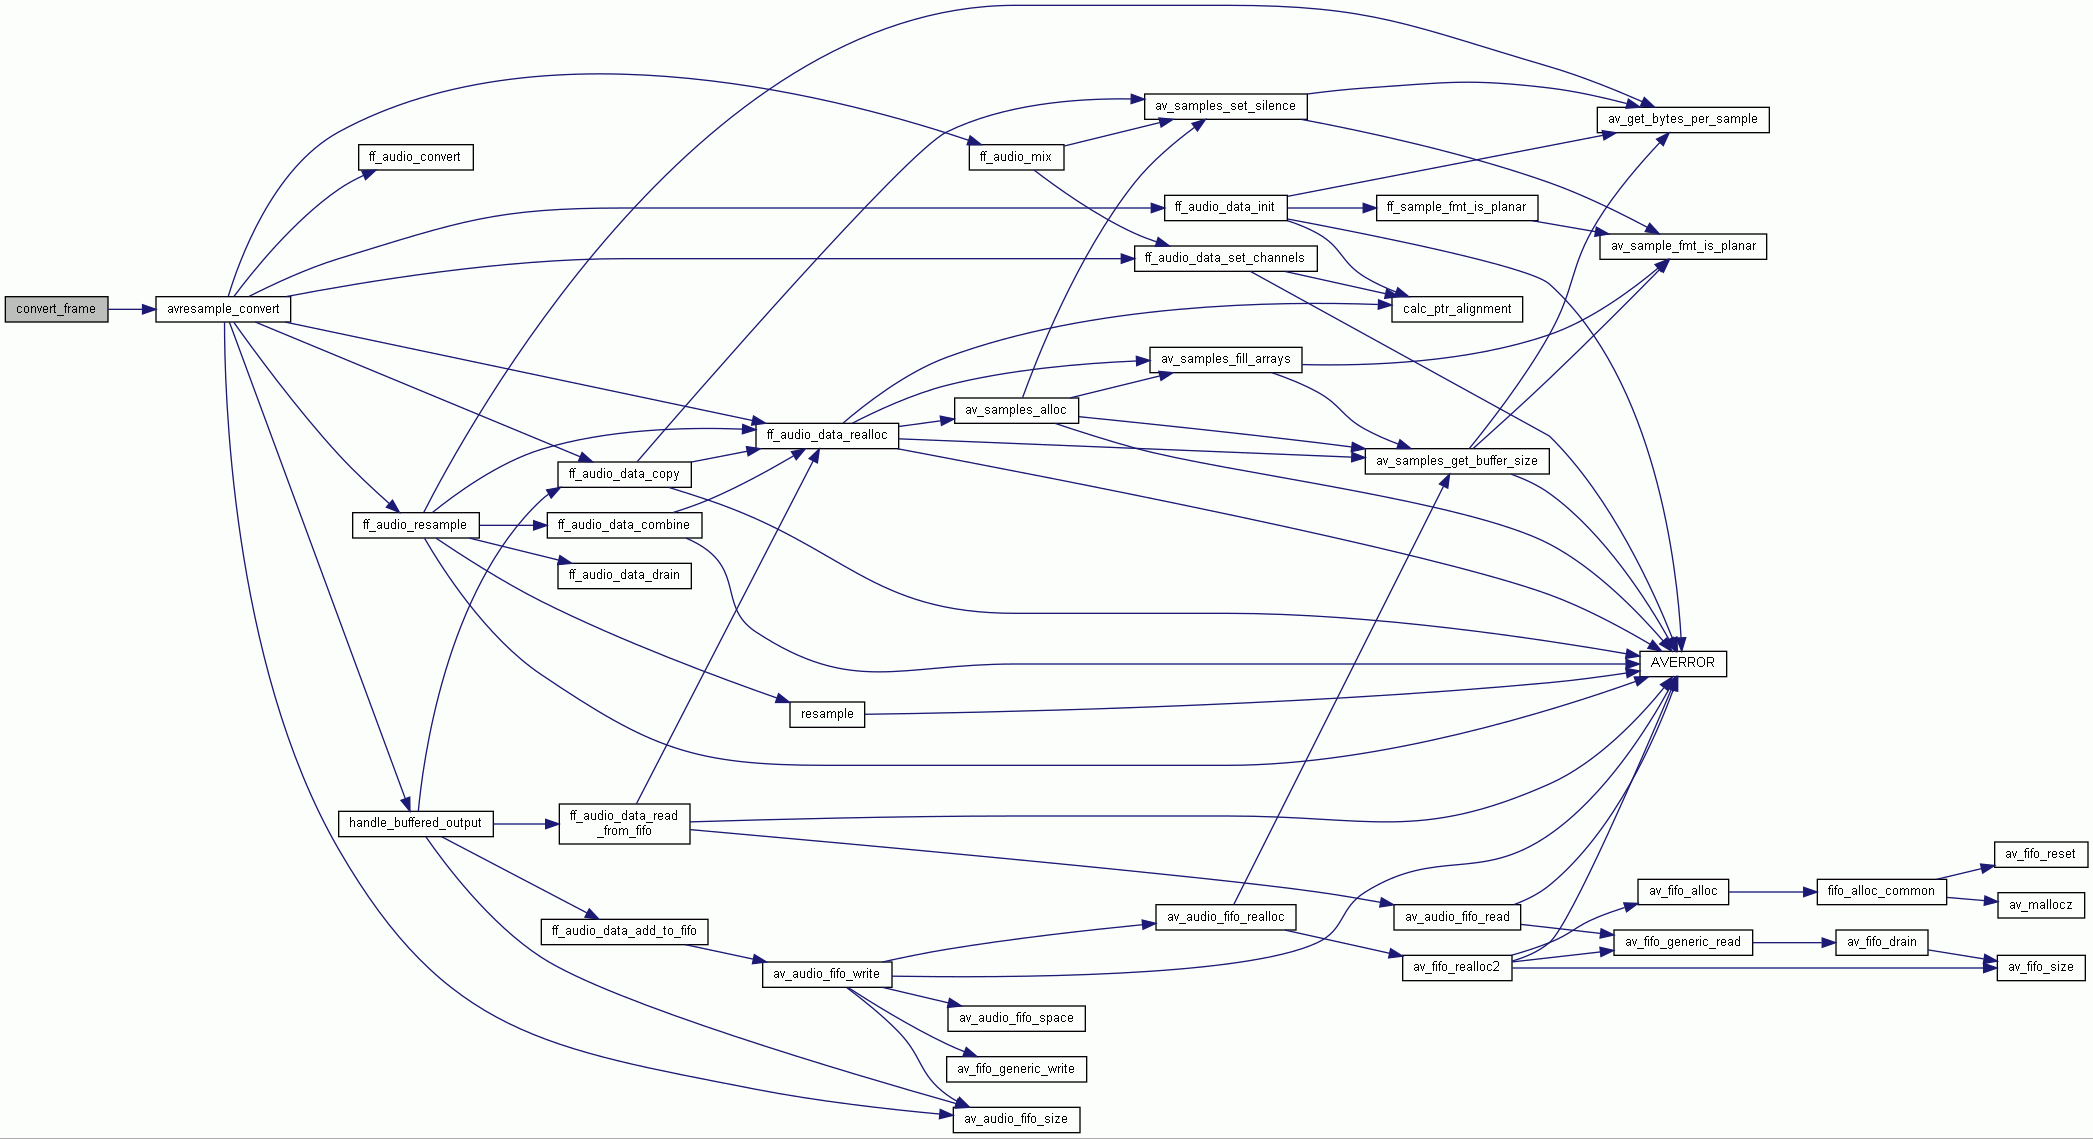 av_samples_set_silence
av_get_bytes_per_sample
ff_audio_convert
ff_audio_mix
ff_audio_data_init
ff_sample_fmt_is_planar
av_sample_fmt_is_planar
ff_audio_data_set_channels
convert_frame
avresample_convert
calc_ptr_alignment
av_samples_fill_arrays
av_samples_alloc
ff_audio_data_realloc
av_samples_get_buffer_size
ff_audio_data_copy
ff_audio_resample
ff_audio_data_combine
ff_audio_data_drain
AVERROR
resample
handle_buffered_output
ff_audio_data_read
_from_fifo
av_fifo_reset
av_fifo_alloc
fifo_alloc_common
av_mallocz
av_audio_fifo_realloc
av_audio_fifo_read
ff_audio_data_add_to_fifo
av_fifo_generic_read
av_fifo_drain
av_audio_fifo_write
av_fifo_realloc2
av_fifo_size
av_audio_fifo_space
av_fifo_generic_write
av_audio_fifo_size